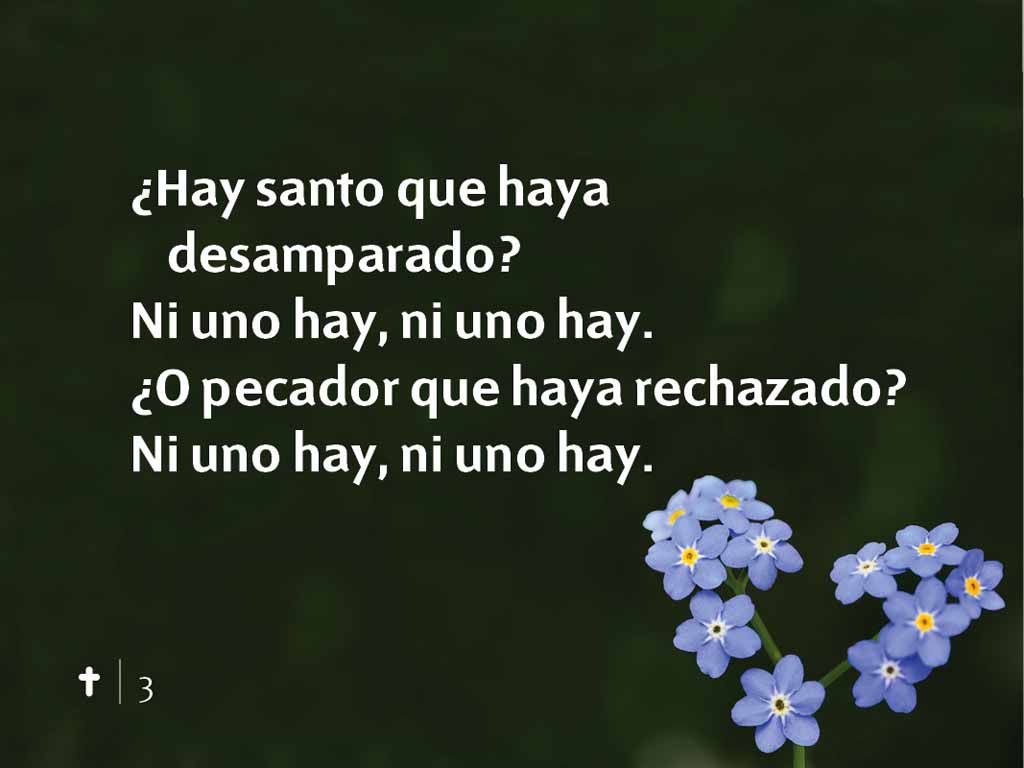 ¿Hay santo que haya
desamparado?
Ni uno hay, ni uno hay.
¿O pecador que haya rechazado?
Ni uno hay, ni uno hay.
3